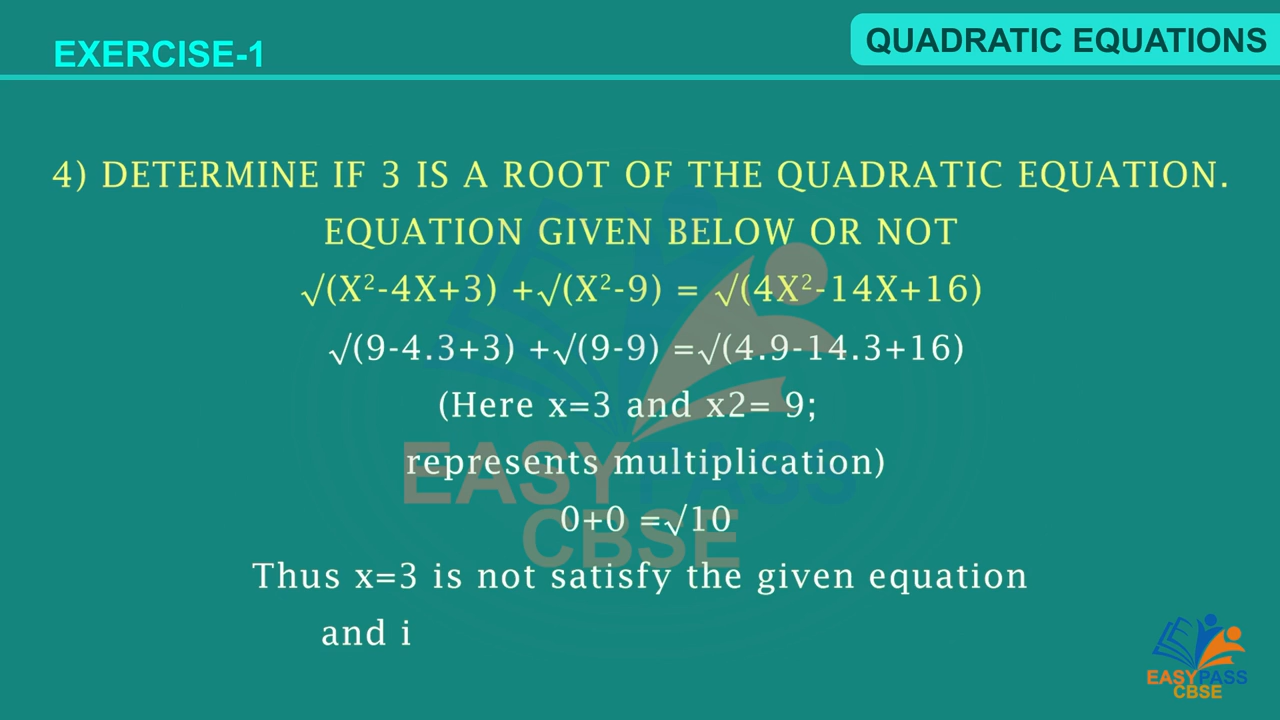 EXERCISE-1
QUADRATIC EQUATIONS
4) DETERMINE IF 3 IS A ROOT OF THE QUADRATIC EQUATION.
EQUATION GIVEN BELOW OR NOT
√(X²-4X+3) +√(X²-9) = √(4X²-14X+16)
√(9-4.3+3) +√(9-9) =√(4.9-14.3+16)
(Here x=3 and x2= 9;
represents multiplication)
0+0 =√10
Thus x=3 is not satisfy the given equation
and i
EASYPASS
CBSE
EASYPASS
CBSE